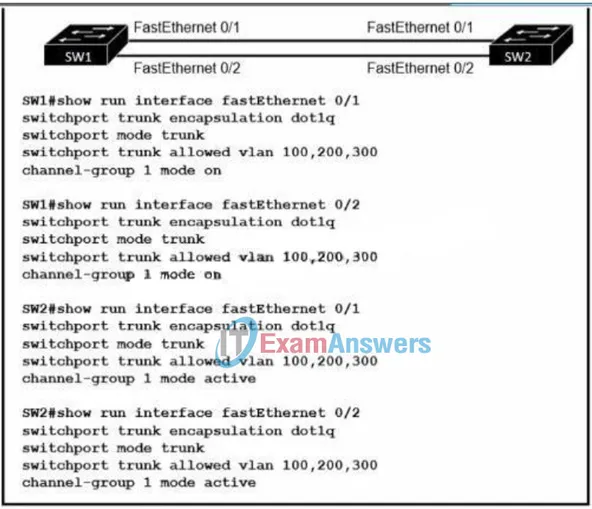 FastEthernet 0/1 FastEthernet 0/1
SW1 SW2
FastEthernet 0/2 FastEthernet 0/2
SW1#show run interface fastEthernet 0/1
switchport trunk encapsulation dot1q
switchport mode trunk
switchport trunk allowed vlan 100,200,300
channel-group 1 mode on
SW1#show run interface fastEthernet 0/2
switchport trunk encapsulation dot1q
switchport mode trunk
switchport trunk allowed vlan 100,200,300
channel-group 1 mode on
SW2#show run interface fastEthernet 0/1
switchport trunk encapsulation dot1q
switchport mode trunk
IT ExamAnswers
switchport trunk allowed vlan 100,200,300
channel-group 1 mode active
SW2#show run interface fastEthernet 0/2
switchport trunk encapsulation dot1q
switchport mode trunk
switchport trunk allowed vlan 100,200,300
channel-group 1 mode active